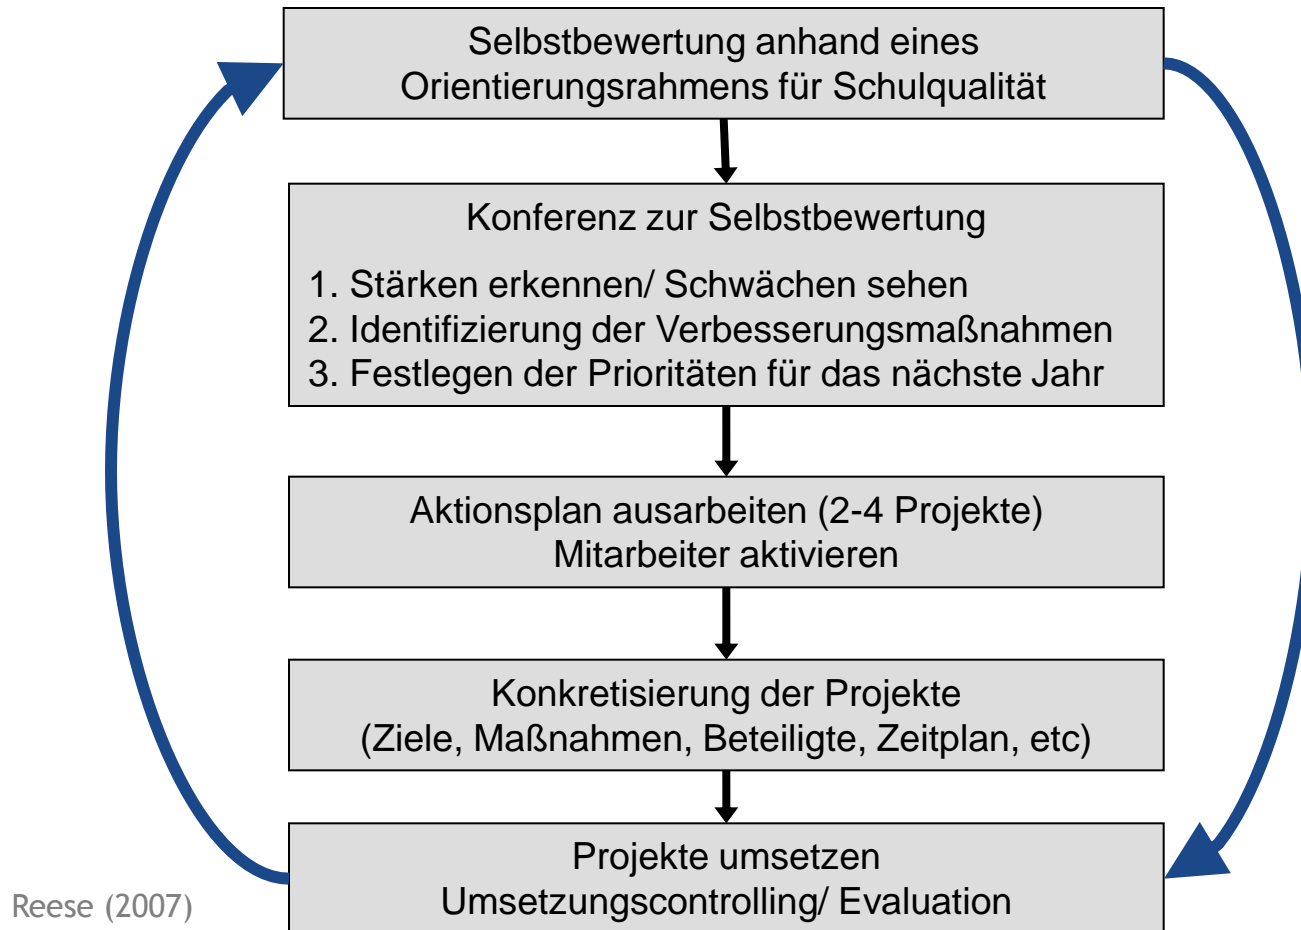 Selbstbewertung anhand eines
Orientierungsrahmens für Schulqualität
Konferenz zur Selbstbewertung
1. Stärken erkennen/ Schwächen sehen
2. Identifizierung der Verbesserungsmaßnahmen
3. Festlegen der Prioritäten für das nächste Jahr
Aktionsplan ausarbeiten (2-4 Projekte)
Mitarbeiter aktivieren
Konkretisierung der Projekte
(Ziele, Maßnahmen, Beteiligte, Zeitplan, etc)
Projekte umsetzen
Umsetzungscontrolling/ Evaluation
Reese (2007)